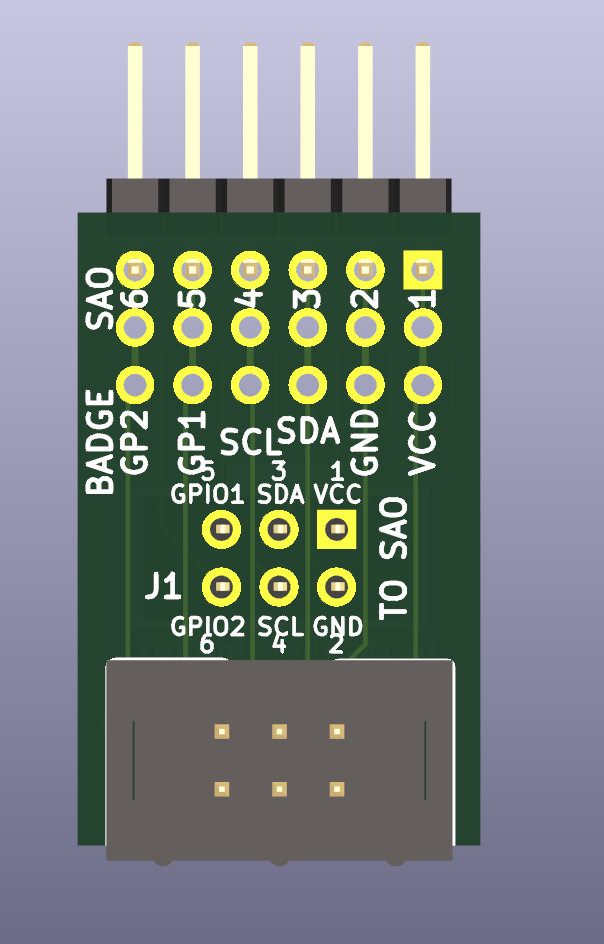 SAO
6 5 4 3 2 1
BADGE
GP2 GP1 SCL SDA GND VCC
5 3 1
GPIO1 SDA VCC
TO SAO
J1
GPIO2 SCL GND
6 4 2